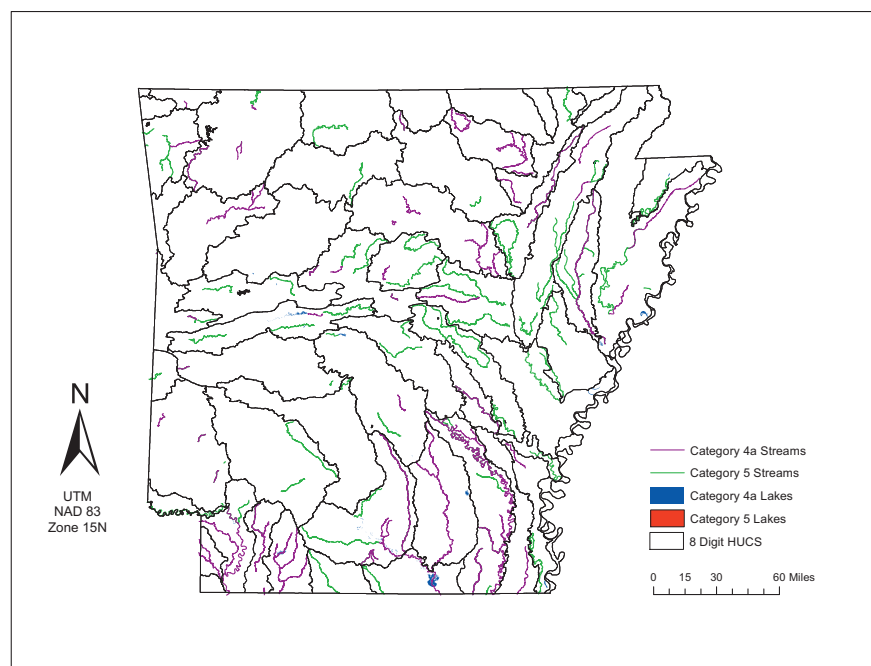 N
UTM
NAD 83
Zone 15N
Category 4a Streams
Category 5 Streams
Category 4a Lakes
Category 5 Lakes
8 Digit HUCS
0 15 30 60 Miles